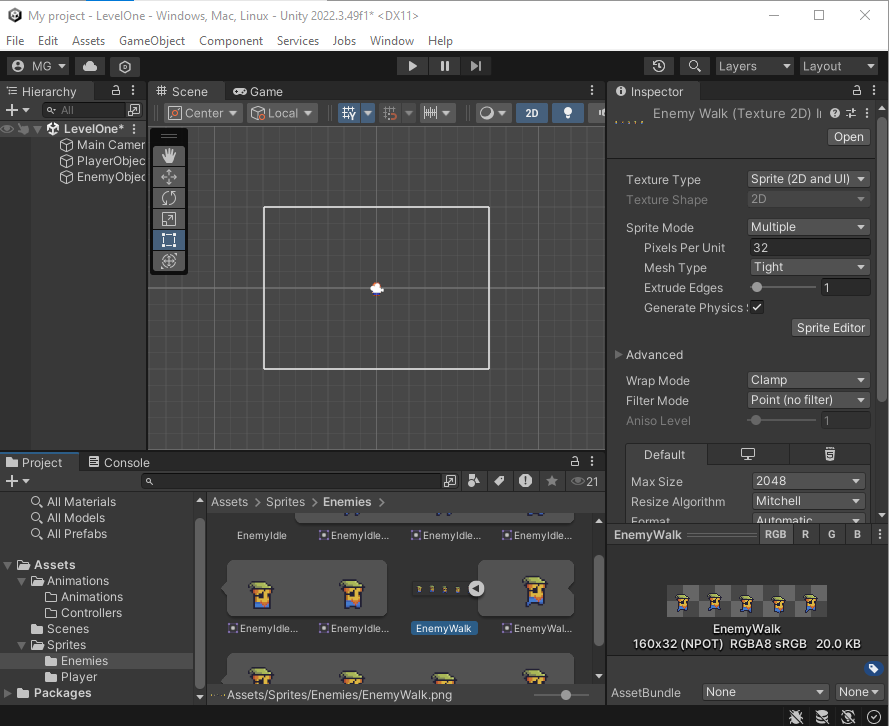 My project - LevelOne - Windows, Mac, Linux - Unity 2022.3.49f1* <DX11>
File Edit Assets GameObject Component Services Jobs Window Help
MG Layers Layout
Hierarchy
All
LevelOne*
Main Camer
PlayerObjec
EnemyObjec
Scene Game
Center Local 2D
Inspector
Enemy Walk (Texture 2D) I
Open
Texture Type Sprite (2D and UI)
Texture Shape 2D
Sprite Mode Multiple
Pixels Per Unit 32
Mesh Type Tight
Extrude Edges 1
Generate Physics
Sprite Editor
Advanced
Wrap Mode Clamp
Filter Mode Point (no filter)
Aniso Level 1
Default
Max Size 2048
Resize Algorithm Mitchell
Format Automatic
Project Console
21
All Materials
All Models
All Prefabs
Assets
Animations
Animations
Controllers
Scenes
Sprites
Enemies
Player
Packages
Assets > Sprites > Enemies >
EnemyIdle EnemyIdle... EnemyIdle... EnemyIdle...
EnemyIdle... EnemyIdle... EnemyWalk EnemyWal...
Assets/Sprites/Enemies/EnemyWalk.png
EnemyWalk RGB R G B
EnemyWalk
160x32 (NPOT) RGBA8 sRGB 20.0 KB
AssetBundle None None